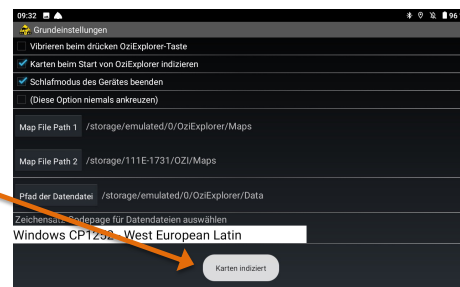 09:32 96
Grundeinstellungen
Vibrieren beim drücken OziExplorer-Taste
Karten beim Start von OziExplorer indizieren
Schlafmodus des Gerätes beenden
(Diese Option niemals ankreuzen)
Map File Path 1 /storage/emulated/0/OziExplorer/Maps
Map File Path 2 /storage/111E-1731/OZI/Maps
Pfad der Datendatei /storage/emulated/0/OziExplorer/Data
Zeichensatz Codepage für Datendateien auswählen
Windows CP1252 - West European Latin
Karten indiziert